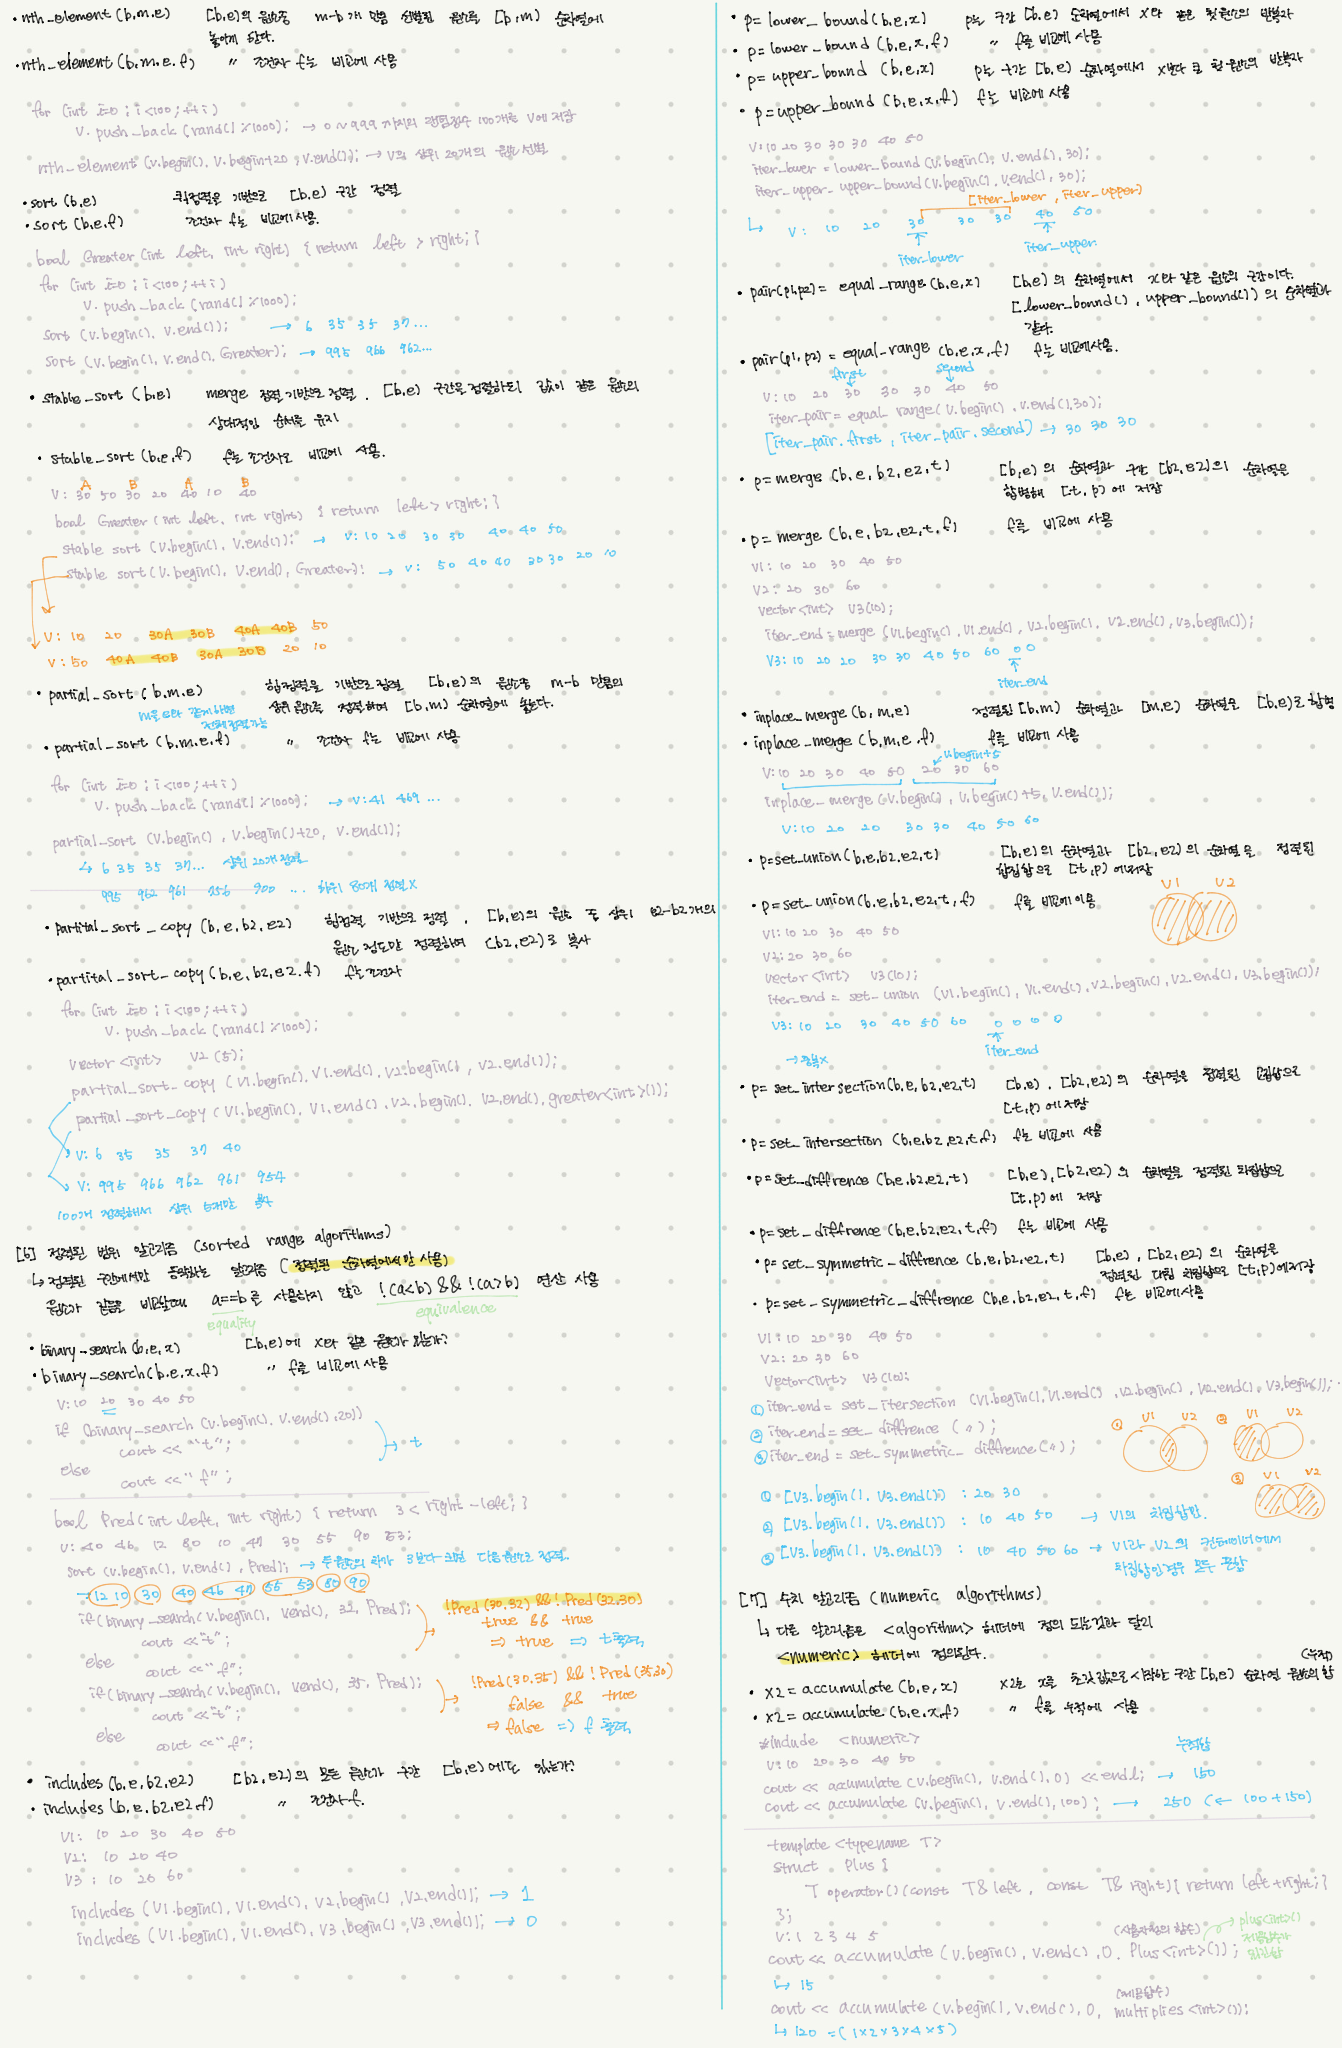 • nth_element (b,m,e) [b,e)의 원소중 m-b개 만큼 선별된 원소를 [b,m) 순차열에
놓이게 한다.
• nth_element (b,m,e,f) 〃 조건자 f는 비교에 사용
for (int i=0 ; i<100 ; ++i)
v.push_back (rand() % 1000); → 0~999 까지의 랜덤정수 100개를 v에 저장
nth_element (v.begin(), v.begin+20, v.end()); → v의 상위 20개의 원소 선별
• sort (b,e) 퀵정렬을 기반으로 [b,e) 구간 정렬
• sort (b,e,f) 조건자 f는 비교에 사용.
bool Greater (int left, int right) { return left > right; }
for (int i=0 ; i<100 ; ++i)
v.push_back (rand() % 1000);
sort (v.begin(), v.end()); → 6 35 35 37 ...
sort (v.begin(), v.end(), Greater); → 995 966 962...
• stable_sort (b,e) merge 정렬 기반으로 정렬. [b,e) 구간을 정렬하되 값이 같은 원소의
상대적인 순서를 유지
• stable_sort (b,e,f) f는 조건자로 비교에 사용.
A B A B
v: 30 50 30 20 40 10 40
bool Greater (int left, int right) { return left > right; }
stable sort (v.begin(), v.end()); → v: 10 20 30 30 40 40 50
stable sort (v.begin(), v.end(), Greater); → v: 50 40 40 30 30 20 10
v: 10 20 30A 30B 40A 40B 50
v: 50 40A 40B 30A 30B 20 10
• partial_sort (b,m,e) 힙정렬을 기반으로 정렬 [b,e)의 원소중 m-b 만큼의
상위 원소를 정렬하여 [b,m) 순차열에 놓는다.
m을 e와 같게하면
전체정렬가능
• partial_sort (b,m,e,f) 〃 조건자 f는 비교에 사용
for (int i=0 ; i<100 ; ++i)
v.push_back (rand() % 1000); → v: 41 469 ...
partial_sort (v.begin(), v.begin()+20, v.end());
↳ 6 35 35 37... 상위 20개 정렬
995 962 961 256 900 ... 하위 80개 정렬X
• partital_sort_copy (b,e,b2,e2) 힙정렬 기반으로 정렬, [b,e)의 원소 중 상위 e2-b2개의
원소 정도만 정렬하여 [b2,e2)로 복사
• partital_sort_copy (b,e,b2,e2,f) f는 조건자
for (int i=0 ; i<100 ; ++i)
v.push_back (rand() % 1000);
vector <int> v2 (5);
partial_sort_copy (v1.begin(), v1.end(), v2.begin(), v2.end());
partial_sort_copy (v1.begin(), v1.end(), v2.begin(), v2.end(), greater<int>());
v: 6 35 35 37 40
v: 995 966 962 961 954
100개 정렬해서 상위 5개만 복사
[6] 정렬된 범위 알고리즘 (sorted range algorithms)
↳ 정렬된 구간에서만 동작하는 알고리즘 (정렬된 순차열에서만 사용)
원소가 같은을 비교할때 a==b를 사용하지 않고 !(a<b) && !(a>b) 연산 사용
equality equivalence
• binary_search (b,e,x) [b,e)에 x와 같은 원소가 있는가?
• binary_search (b,e,x,f) 〃 f를 비교에 사용
v: 10 20 30 40 50
if (binary_search (v.begin(), v.end(), 20))
cout << "t";
else → t
cout << "f";
bool Pred (int left, int right) { return 3 < right - left; }
v: 40 46 12 80 10 47 30 55 90 53;
sort (v.begin(), v.end(), Pred); → 두원소의 차가 3보다 크면 다음원소로 정렬.
→ 12 10 30 40 46 47 55 53 80 90
if (binary_search (v.begin(), v.end(), 32, Pred); !Pred (30,32) && !Pred (32,30)
cout << "t"; true && true
else ⇒ true ⇒ t출력
cout << "f";
if (binary_search (v.begin(), v.end(), 35, Pred); !Pred (30,35) && !Pred (35,30)
cout << "t"; false && true
else ⇒ false ⇒ f 출력
cout << "f";
• includes (b,e,b2,e2) [b2,e2)의 모든 원소가 구간 [b,e)에도 있는가?
• includes (b,e,b2,e2,f) 〃 조건자 f.
v1: 10 20 30 40 50
v2: 10 20 40
v3: 10 20 60
includes (v1.begin(), v1.end(), v2.begin(), v2.end()); → 1
includes (v1.begin(), v1.end(), v3.begin(), v3.end()); → 0
• p = lower_bound (b,e,x) p는 구간 [b,e) 순차열에서 x와 같은 첫 원소의 반복자
• p = lower_bound (b,e,x,f) 〃 f를 비교에 사용
• p = upper_bound (b,e,x) p는 구간 [b,e) 순차열에서 x보다 큰 첫 원소의 반복자
• p = upper_bound (b,e,x,f) f는 비교에 사용
v: 10 20 30 30 30 40 50
iter_lower = lower_bound (v.begin(), v.end(), 30);
iter_upper_upper_bound (v.begin(), v.end(), 30);
[iter_lower, iter_upper)
↳ v: 10 20 30 30 30 40 50
iter_lower iter_upper
• pair(p1,p2) = equal_range (b,e,x) [b,e)의 순차열에서 x와 같은 원소의 구간이다.
[lower_bound(), upper_bound())의 순차열과
같다.
• pair(p1,p2) = equal_range (b,e,x,f) f는 비교에 사용.
first second
v: 10 20 30 30 30 40 50
iter_pair = equal range (v.begin(), v.end(), 30);
[iter_pair.first, iter_pair.second) → 30 30 30
• p = merge (b,e,b2,e2,t) [b,e)의 순차열과 구간 [b2,e2)의 순차열을
합병해 [t,p)에 저장
• p = merge (b,e,b2,e2,t,f) f를 비교에 사용
v1: 10 20 30 40 50
v2: 20 30 60
vector<int> v3(10);
iter_end = merge (v1.begin(), v1.end(), v2.begin(), v2.end(), v3.begin());
v3: 10 20 20 30 30 40 50 60 0 0
iter_end
• inplace_merge (b,m,e) 정렬된 [b,m) 순차열과 [m,e) 순차열을 [b,e)로 합병
• inplace_merge (b,m,e,f) f를 비교에 사용
v.begin+5
v: 10 20 30 40 50 20 30 60
inplace_merge (v.begin(), v.begin()+5, v.end());
v: 10 20 20 30 30 40 50 60
• p = set_union (b,e,b2,e2,t) [b,e)의 순차열과 [b2,e2)의 순차열을 정렬된
합집합으로 [t,p)에 저장
• p = set_union (b,e,b2,e2,t,f) f를 비교에 이용
v1 v2
v1: 10 20 30 40 50
v2: 20 30 60
vector<int> v3(10);
iter_end = set_union (v1.begin(), v1.end(), v2.begin(), v2.end(), v3.begin());
v3: 10 20 30 40 50 60 0 0 0 0
iter_end
→ 중복X
• p = set_intersection (b,e,b2,e2,t) [b,e), [b2,e2)의 순차열을 정렬된 교집합으로
[t,p)에 저장
• p = set_intersection (b,e,b2,e2,t,f) f는 비교에 사용
• p = set_diffrence (b,e,b2,e2,t) [b,e), [b2,e2)의 순차열을 정렬된 차집합으로
[t,p)에 저장
• p = set_diffrence (b,e,b2,e2,t,f) f는 비교에 사용
• p = set_symmetric_diffrence (b,e,b2,e2,t) [b,e), [b2,e2)의 순차열을
정렬된 대칭 차집합으로 [t,p)에 저장
• p = set_symmetric_diffrence (b,e,b2,e2,t,f) f는 비교에 사용
v1: 10 20 30 40 50
v2: 20 30 60
vector<int> v3(10);
① iter_end = set_itersection (v1.begin(), v1.end(), v2.begin(), v2.end(), v3.begin());
② iter_end = set_diffrence (〃);
③ iter_end = set_symmetric_diffrence (〃);
① v1 v2 ② v1 v2
③ v1 v2
① [v3.begin(), v3.end()) : 20 30
② [v3.begin(), v3.end()) : 10 40 50 → v1의 차집합만.
③ [v3.begin(), v3.end()) : 10 40 50 60 → v1과 v2의 컨테이너에서
차집합인경우 모두 포함
[7] 수치 알고리즘 (numeric algorithms)
↳ 다른 알고리즘은 <algorithm> 헤더에 정의 되는것과 달리
<numeric> 헤더에 정의된다.
(누적)
• x2 = accumulate (b,e,x) x2는 x를 초깃값으로 시작한 구간 [b,e) 순차열 원소의 합
• x2 = accumulate (b,e,x,f) 〃 f를 누적에 사용
#include <numeric>
v: 10 20 30 40 50 누적합
cout << accumulate (v.begin(), v.end(), 0) << endl; → 150
cout << accumulate (v.begin(), v.end(), 100); → 250 (← 100+150)
template <typename T>
struct Plus {
T operator() (const T& left, const T& right) { return left + right; }
};
v: 1 2 3 4 5
(사용자정의 함수) plus<int>()
cout << accumulate (v.begin(), v.end(), 0, Plus<int>());
↳ 15
(제공함수)
cout << accumulate (v.begin(), v.end(), 0, multiplies<int>());
↳ 120 = (1×2×3×4×5)